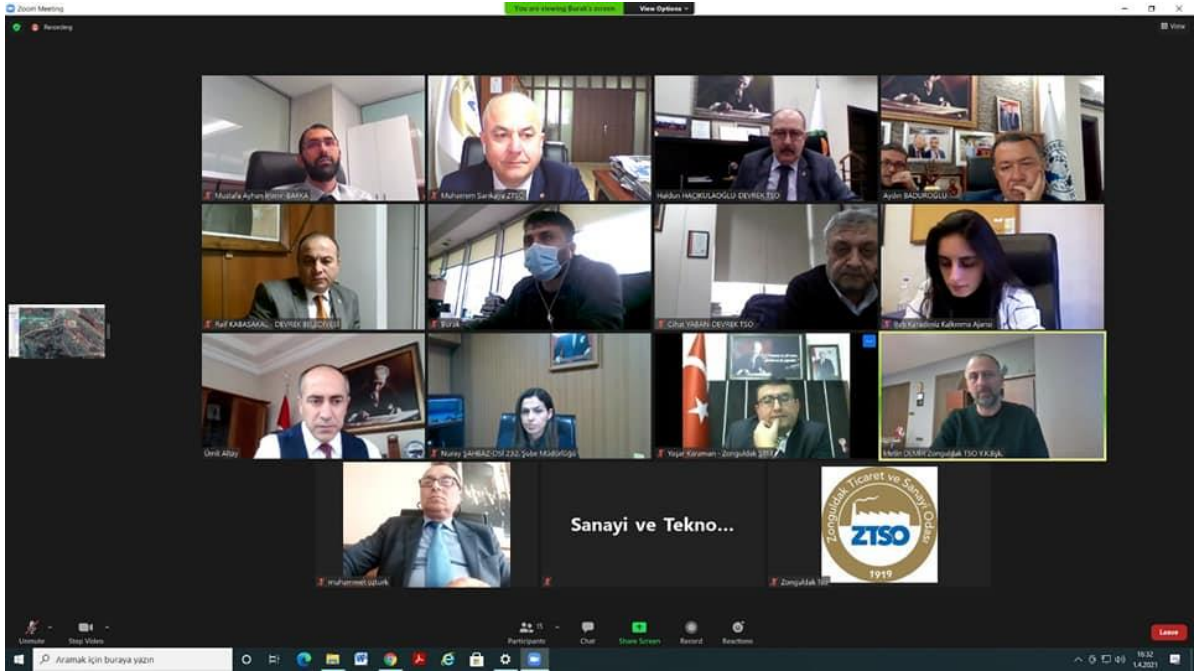 Zoom Meeting
You are viewing Burak's screen
View Options
Recording
View
Mustafa Ayhan
BAKKA
Muharrem Sarıkaya ZTSO
Haldun HACIKULAOĞLU-DEVREK TSO
Aydın BADUROĞLU
Raif KABASAKAL - DEVREK BELEDİYESİ
Burak
Cihat YABAN-DEVREK TSO
Batı Karadeniz Kalkınma Ajansı
Ümit Altay
Nuray ŞAHBAZ-DSİ 232. Şube Müdürlüğü
Yaşar Karaman - Zonguldak
Metin DEMİR Zonguldak TSO Y.K.Bşk.
muhammet öztürk
Sanayi ve Tekno...
Zonguldak Ticaret ve Sanayi Odası
ZTSO
1919
Zonguldak TSO
Unmute
Stop Video
Participants
15
Chat
Share Screen
Record
Reactions
Leave
Aramak için buraya yazın
16:32
1.4.2021